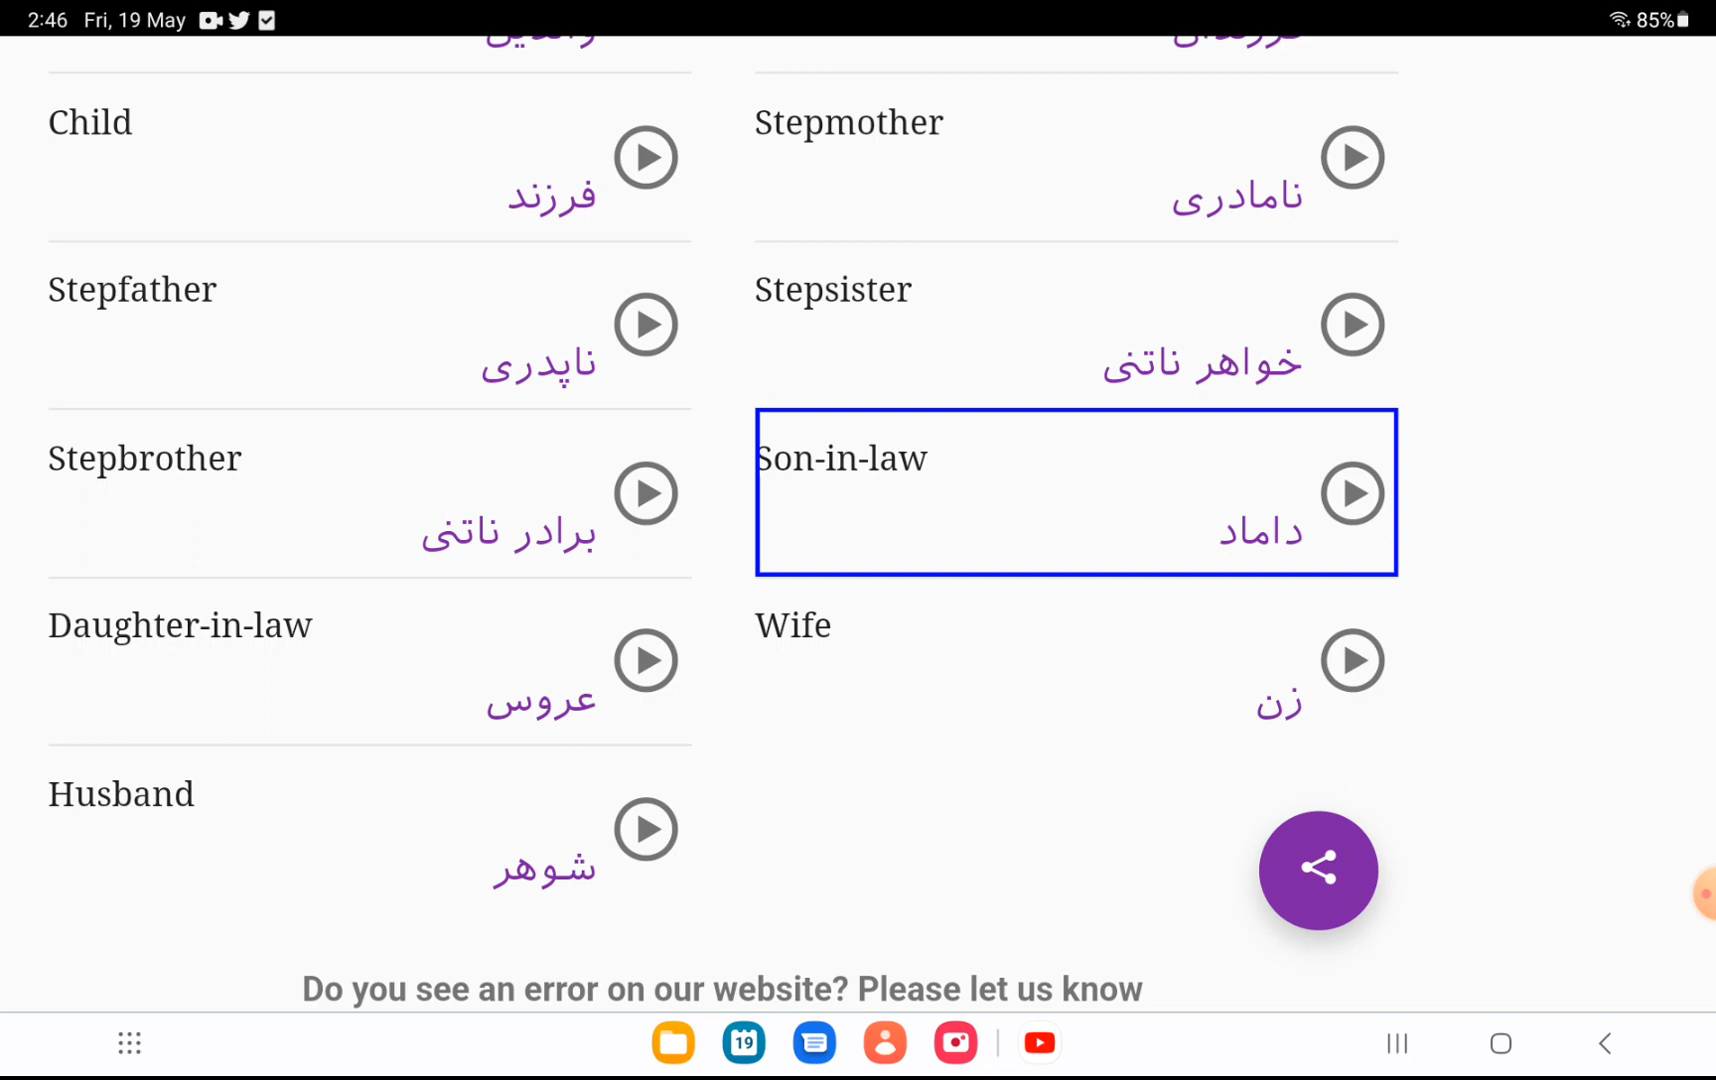 2:46 Fri, 19 May
85%
Child
فرزند
Stepmother
نامادری
Stepfather
ناپدری
Stepsister
خواهر ناتنی
Stepbrother
برادر ناتنی
Son-in-law
داماد
Daughter-in-law
عروس
Wife
زن
Husband
شوهر
Do you see an error on our website? Please let us know
19